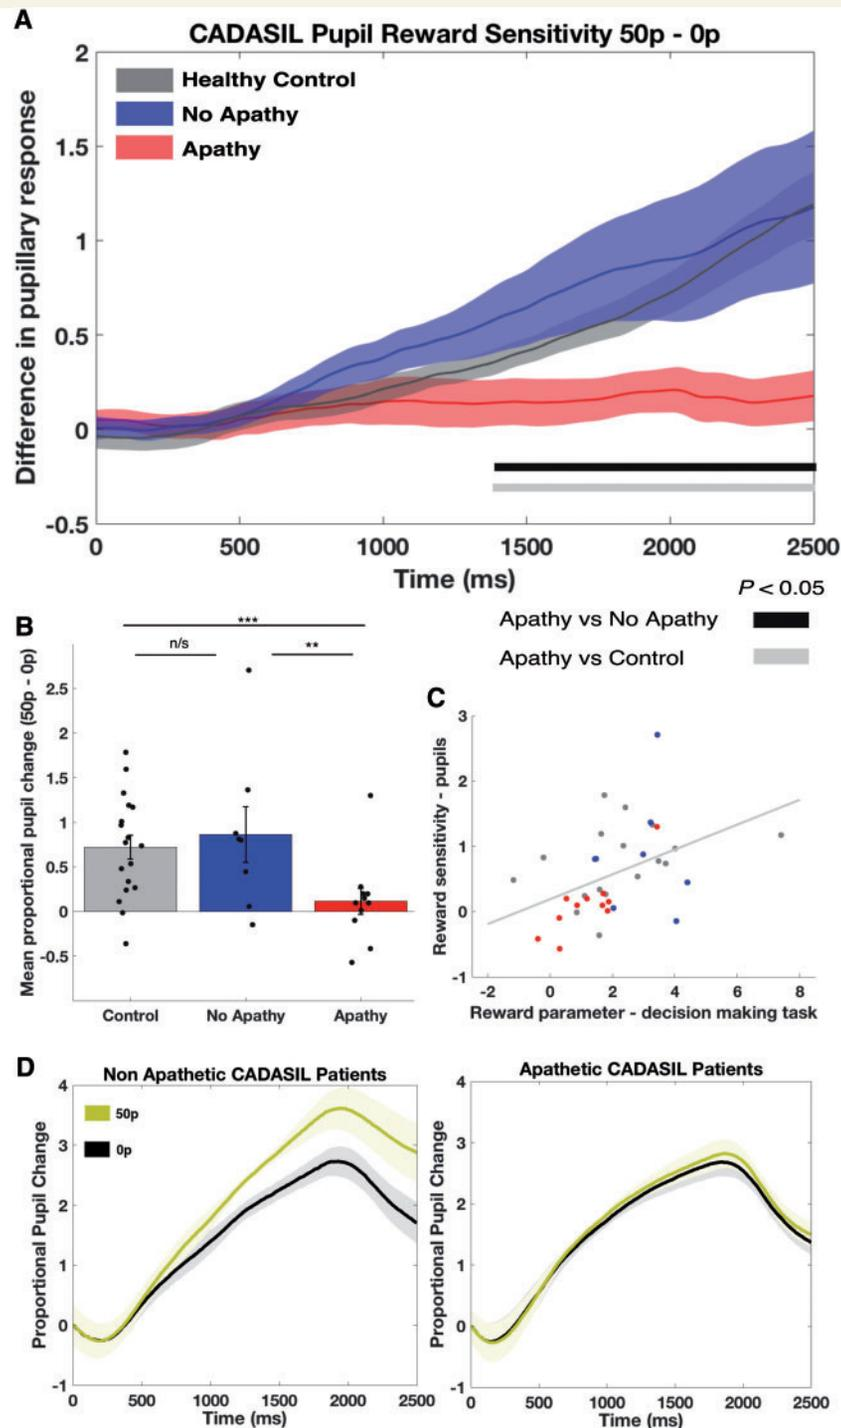 A
CADASIL Pupil Reward Sensitivity 50p - 0p
Healthy Control
No Apathy
Apathy
Difference in pupillary response
2
1.5
1
0.5
0
-0.5
0 500 1000 1500 2000 2500
Time (ms)
P < 0.05
Apathy vs No Apathy
Apathy vs Control
B
***
n/s
**
Mean proportional pupil change (50p - 0p)
2.5
2
1.5
1
0.5
0
-0.5
Control No Apathy Apathy
C
Reward sensitivity - pupils
3
2
1
0
-1
-2 0 2 4 6 8
Reward parameter - decision making task
D
Non Apathetic CADASIL Patients
50p
0p
Proportional Pupil Change
4
3
2
1
0
-1
0 500 1000 1500 2000 2500
Time (ms)
Apathetic CADASIL Patients
Proportional Pupil Change
4
3
2
1
0
-1
0 500 1000 1500 2000 2500
Time (ms)